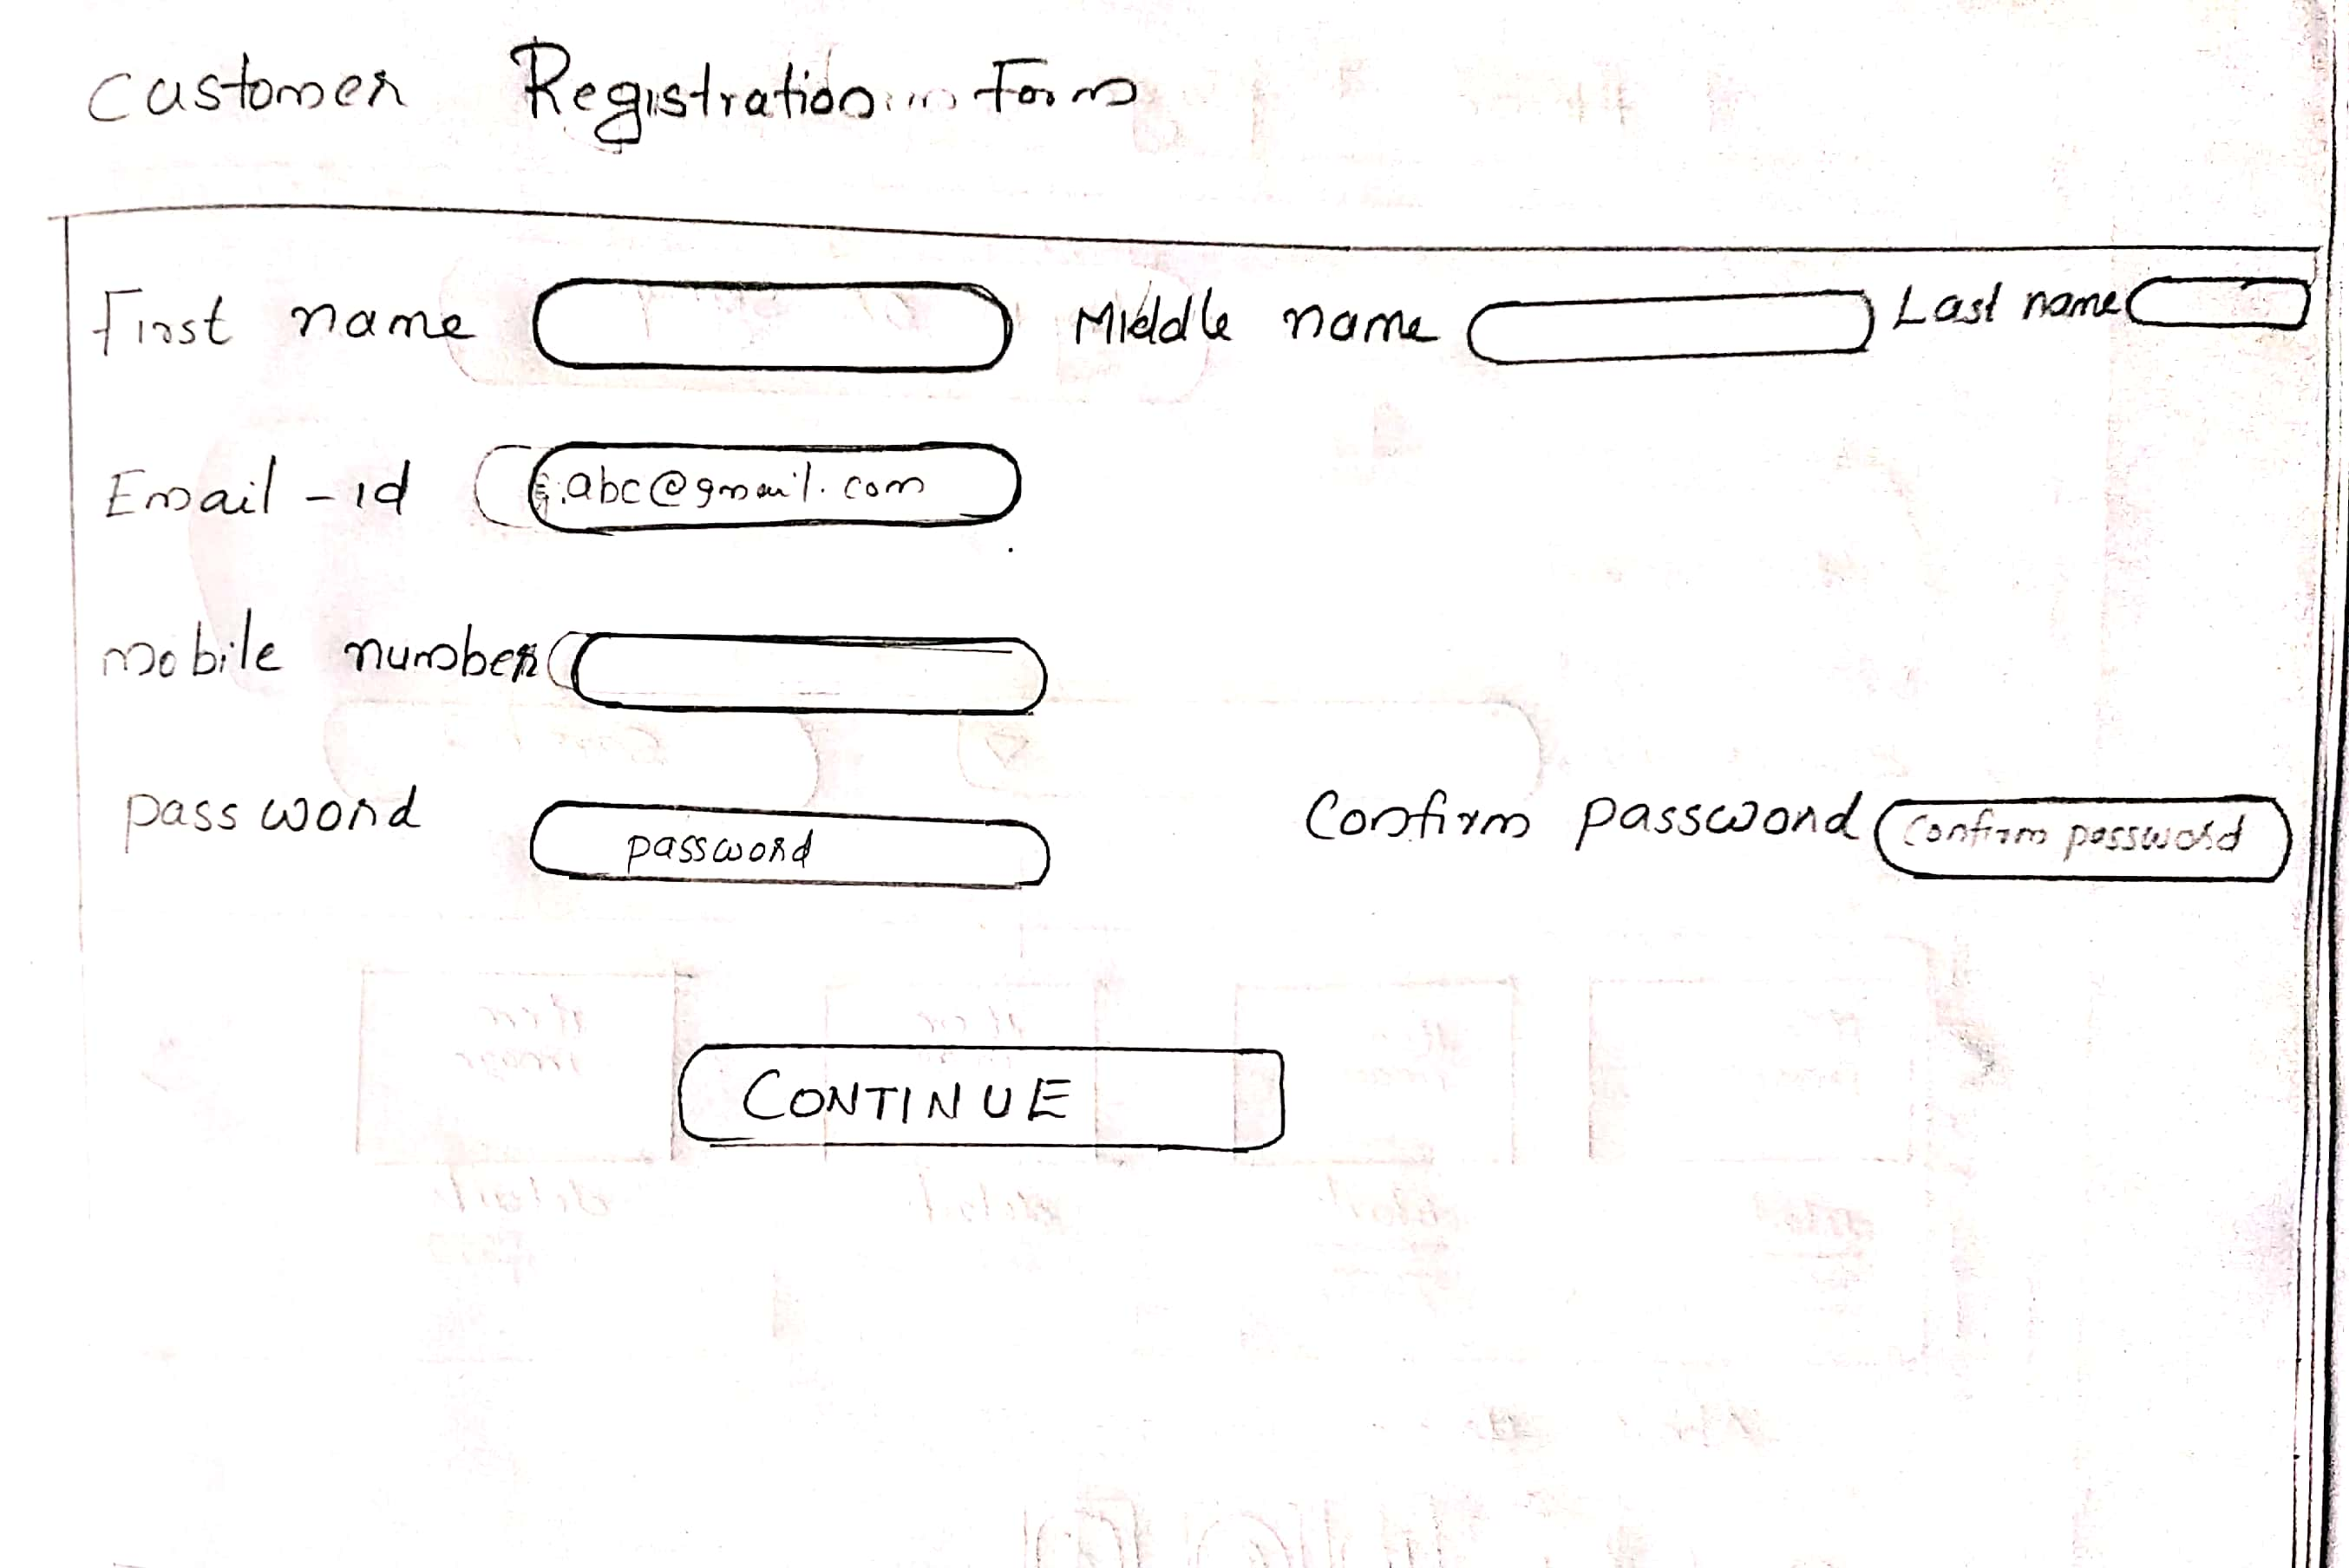 Customer Registration Form
First name Middle name Last name
Email-id abc@gmail.com
mobile number
password password Confirm password Confirm password
CONTINUE